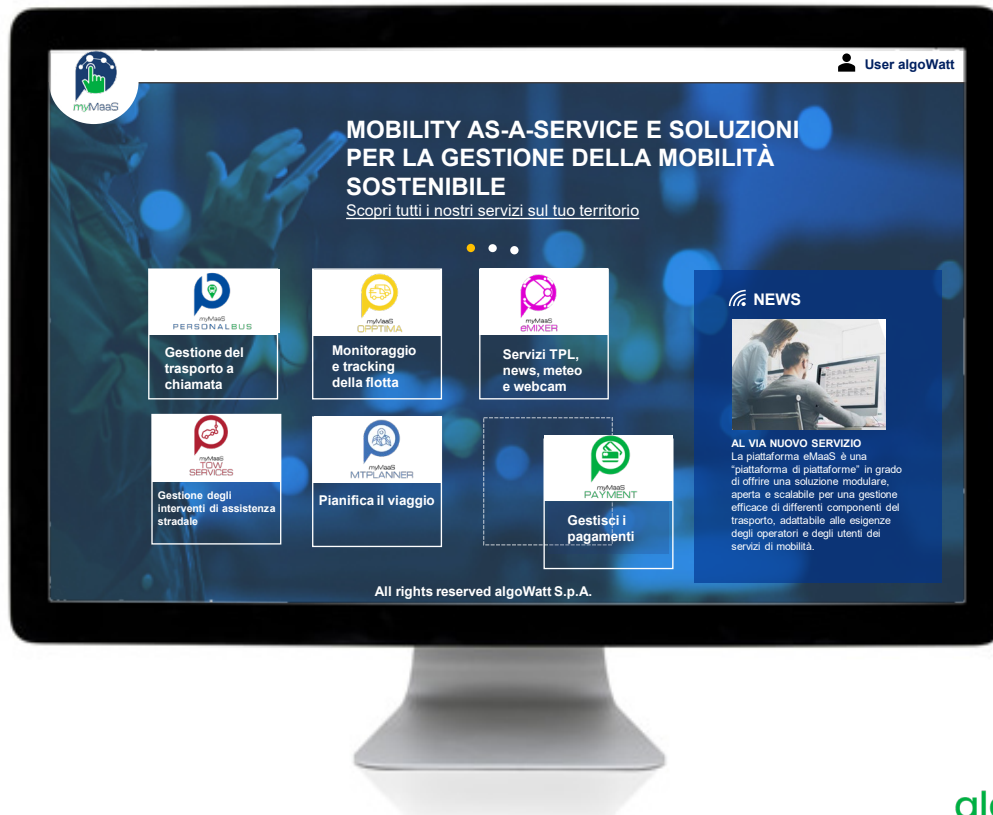 myMaaS
User algoWatt
MOBILITY AS-A-SERVICE E SOLUZIONI
PER LA GESTIONE DELLA MOBILITÀ
SOSTENIBILE
Scopri tutti i nostri servizi sul tuo territorio
myMaaS
PERSONALBUS
Gestione del
trasporto a
chiamata
myMaaS
OPPTIMA
Monitoraggio
e tracking
della flotta
myMaaS
eMIXER
Servizi TPL,
news, meteo
e webcam
myMaaS
TOW
SERVICES
Gestione degli
interventi di assistenza
stradale
myMaaS
MTPLANNER
Pianifica il viaggio
myMaaS
PAYMENT
Gestisci i
pagamenti
NEWS
AL VIA NUOVO SERVIZIO
La piattaforma eMaaS è una
“piattaforma di piattaforme” in grado
di offrire una soluzione modulare,
aperta e scalabile per una gestione
efficace di differenti componenti del
trasporto, adattabile alle esigenze
degli operatori e degli utenti dei
servizi di mobilità.
All rights reserved algoWatt S.p.A.